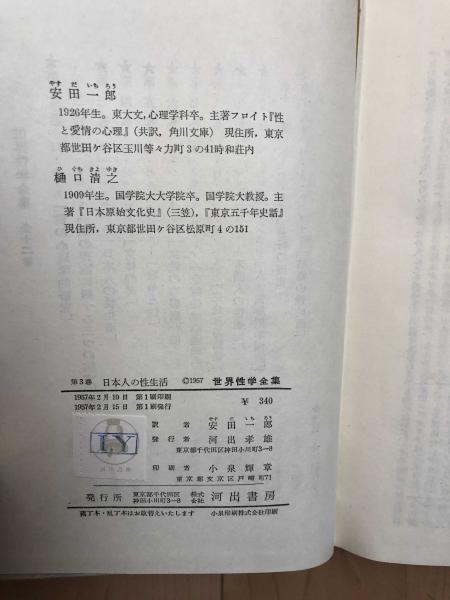 やす だ いち ろう
安田一郎
1926年生。東大文,心理学科卒。主著フロイト『性
と愛情の心理』(共訳,角川文庫) 現住所,東京
都世田ケ谷区玉川等々力町3の41時和荘内
ひ ぐち きよ ゆき
樋口清之
1909年生。国学院大大学院卒。国学院大教授。主
著『日本原始文化史』(三笠),『東京五千年史話』
現住所,東京都世田ケ谷区松原町4の151
第3巻 日本人の性生活 ©1957 世界性学全集
1957年2月10日 第1刷印刷
1957年2月15日 第1刷発行
¥ 340
やす だ いち ろう
訳者 安田一郎
発行者 河出孝雄
東京都千代田区神田小川町3~8
印刷者 小泉輝章
東京都文京区戸崎町71
LY
発行所 東京都千代田区神田小川町3~8 株式会社 河出書房
落丁本・乱丁本はお取替えいたします 小泉印刷株式会社印刷